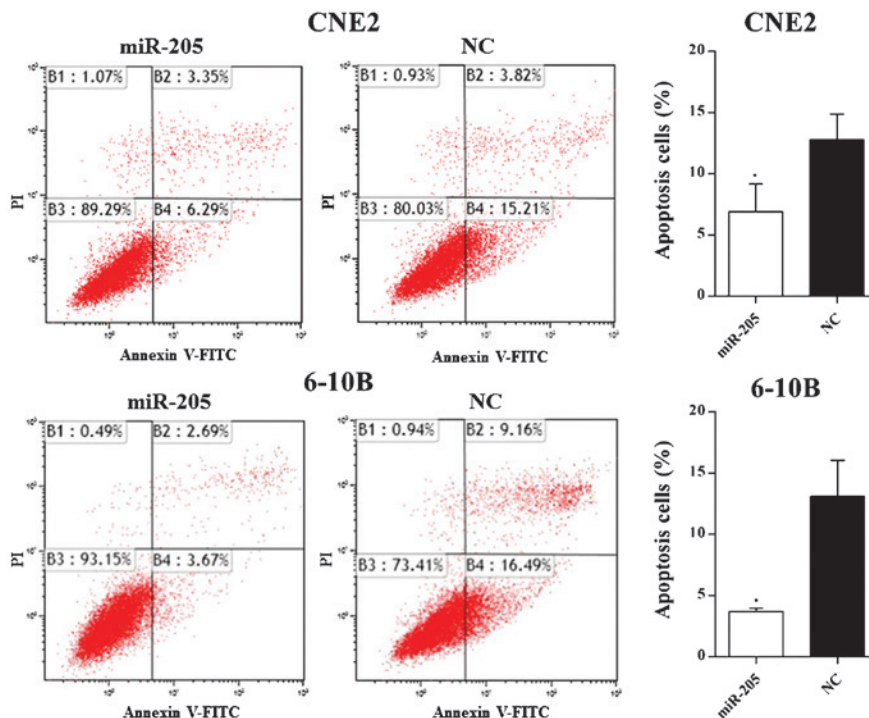 CNE2
miR-205
NC
B1 : 1.07%
B2 : 3.35%
B3 : 89.29%
B4 : 6.29%
PI
Annexin V-FITC
B1 : 0.93%
B2 : 3.82%
B3 : 80.03%
B4 : 15.21%
PI
Annexin V-FITC
CNE2
Apoptosis cells (%)
20
15
10
5
0
miR-205
NC
6-10B
miR-205
NC
B1 : 0.49%
B2 : 2.69%
B3 : 93.15%
B4 : 3.67%
PI
Annexin V-FITC
B1 : 0.94%
B2 : 9.16%
B3 : 73.41%
B4 : 16.49%
PI
Annexin V-FITC
6-10B
Apoptosis cells (%)
20
15
10
5
0
miR-205
NC